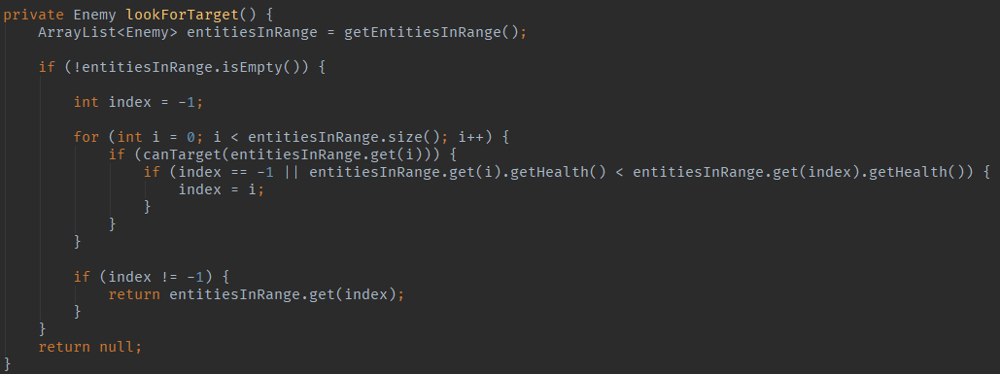 private Enemy lookForTarget() {
    ArrayList<Enemy> entitiesInRange = getEntitiesInRange();

    if (!entitiesInRange.isEmpty()) {

        int index = -1;

        for (int i = 0; i < entitiesInRange.size(); i++) {
            if (canTarget(entitiesInRange.get(i))) {
                if (index == -1 || entitiesInRange.get(i).getHealth() < entitiesInRange.get(index).getHealth()) {
                    index = i;
                }
            }
        }

        if (index != -1) {
            return entitiesInRange.get(index);
        }
    }
    return null;
}